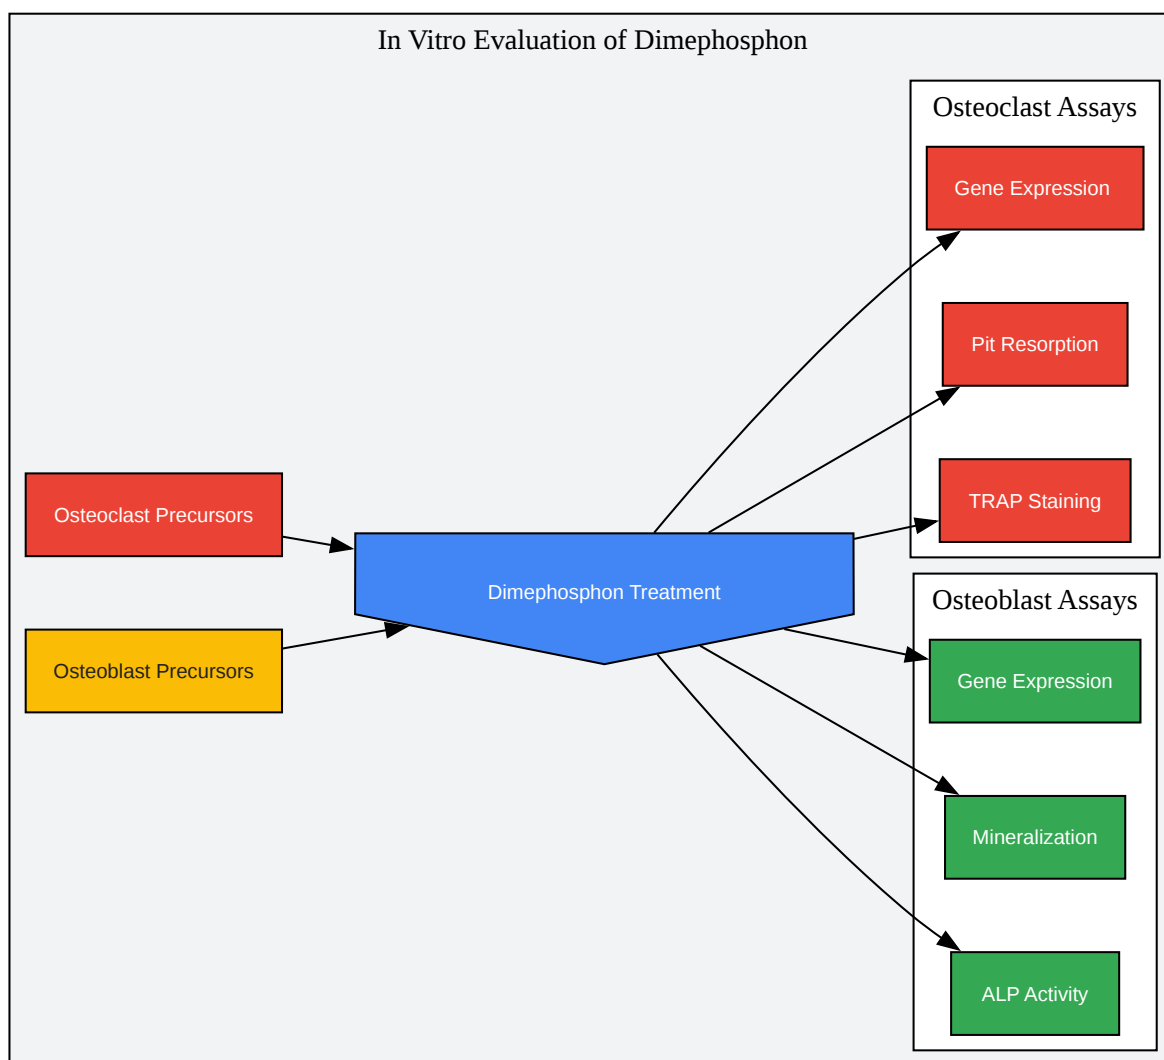 In Vitro Evaluation of Dimephosphon
Osteoclast Assays
Gene Expression
Pit Resorption
TRAP Staining
Osteoclast Precursors
Dimephosphon Treatment
Osteoblast Precursors
Osteoblast Assays
Gene Expression
Mineralization
ALP Activity